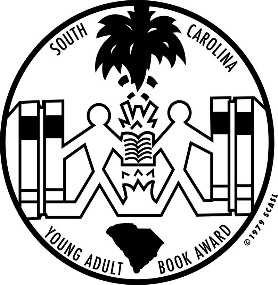 SOUTH CAROLINA
YOUNG ADULT BOOK AWARD
© 1979 SCASL